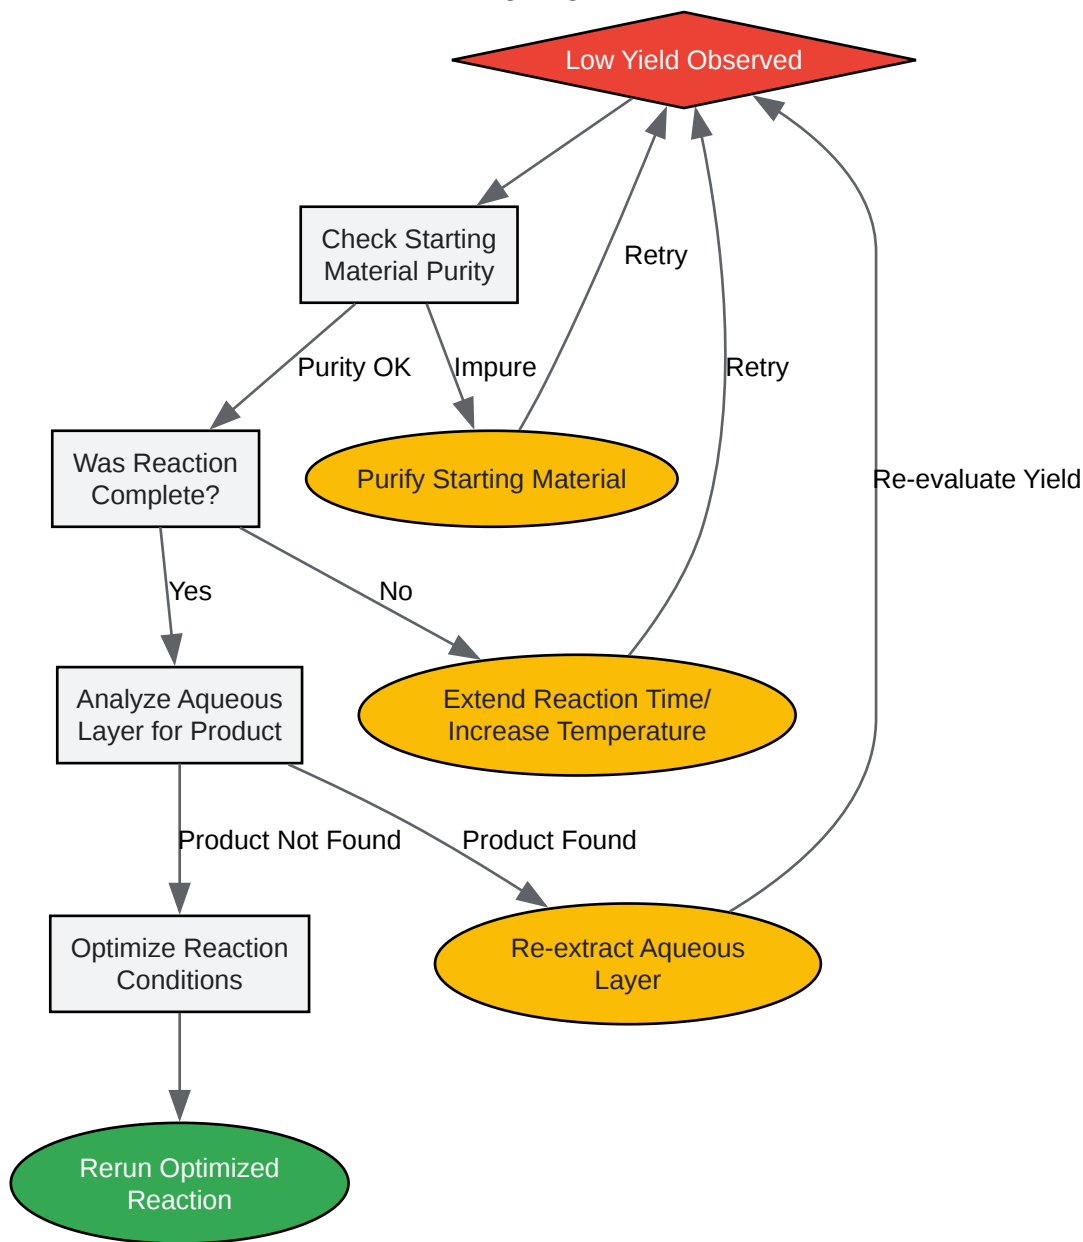 Low Yield Observed
Check Starting
Material Purity
Retry
Purity OK
Impure
Retry
Was Reaction
Complete?
Purify Starting Material
Re-evaluate Yield
Yes
No
Analyze Aqueous
Layer for Product
Extend Reaction Time/
Increase Temperature
Product Not Found
Product Found
Optimize Reaction
Conditions
Re-extract Aqueous
Layer
Rerun Optimized
Reaction